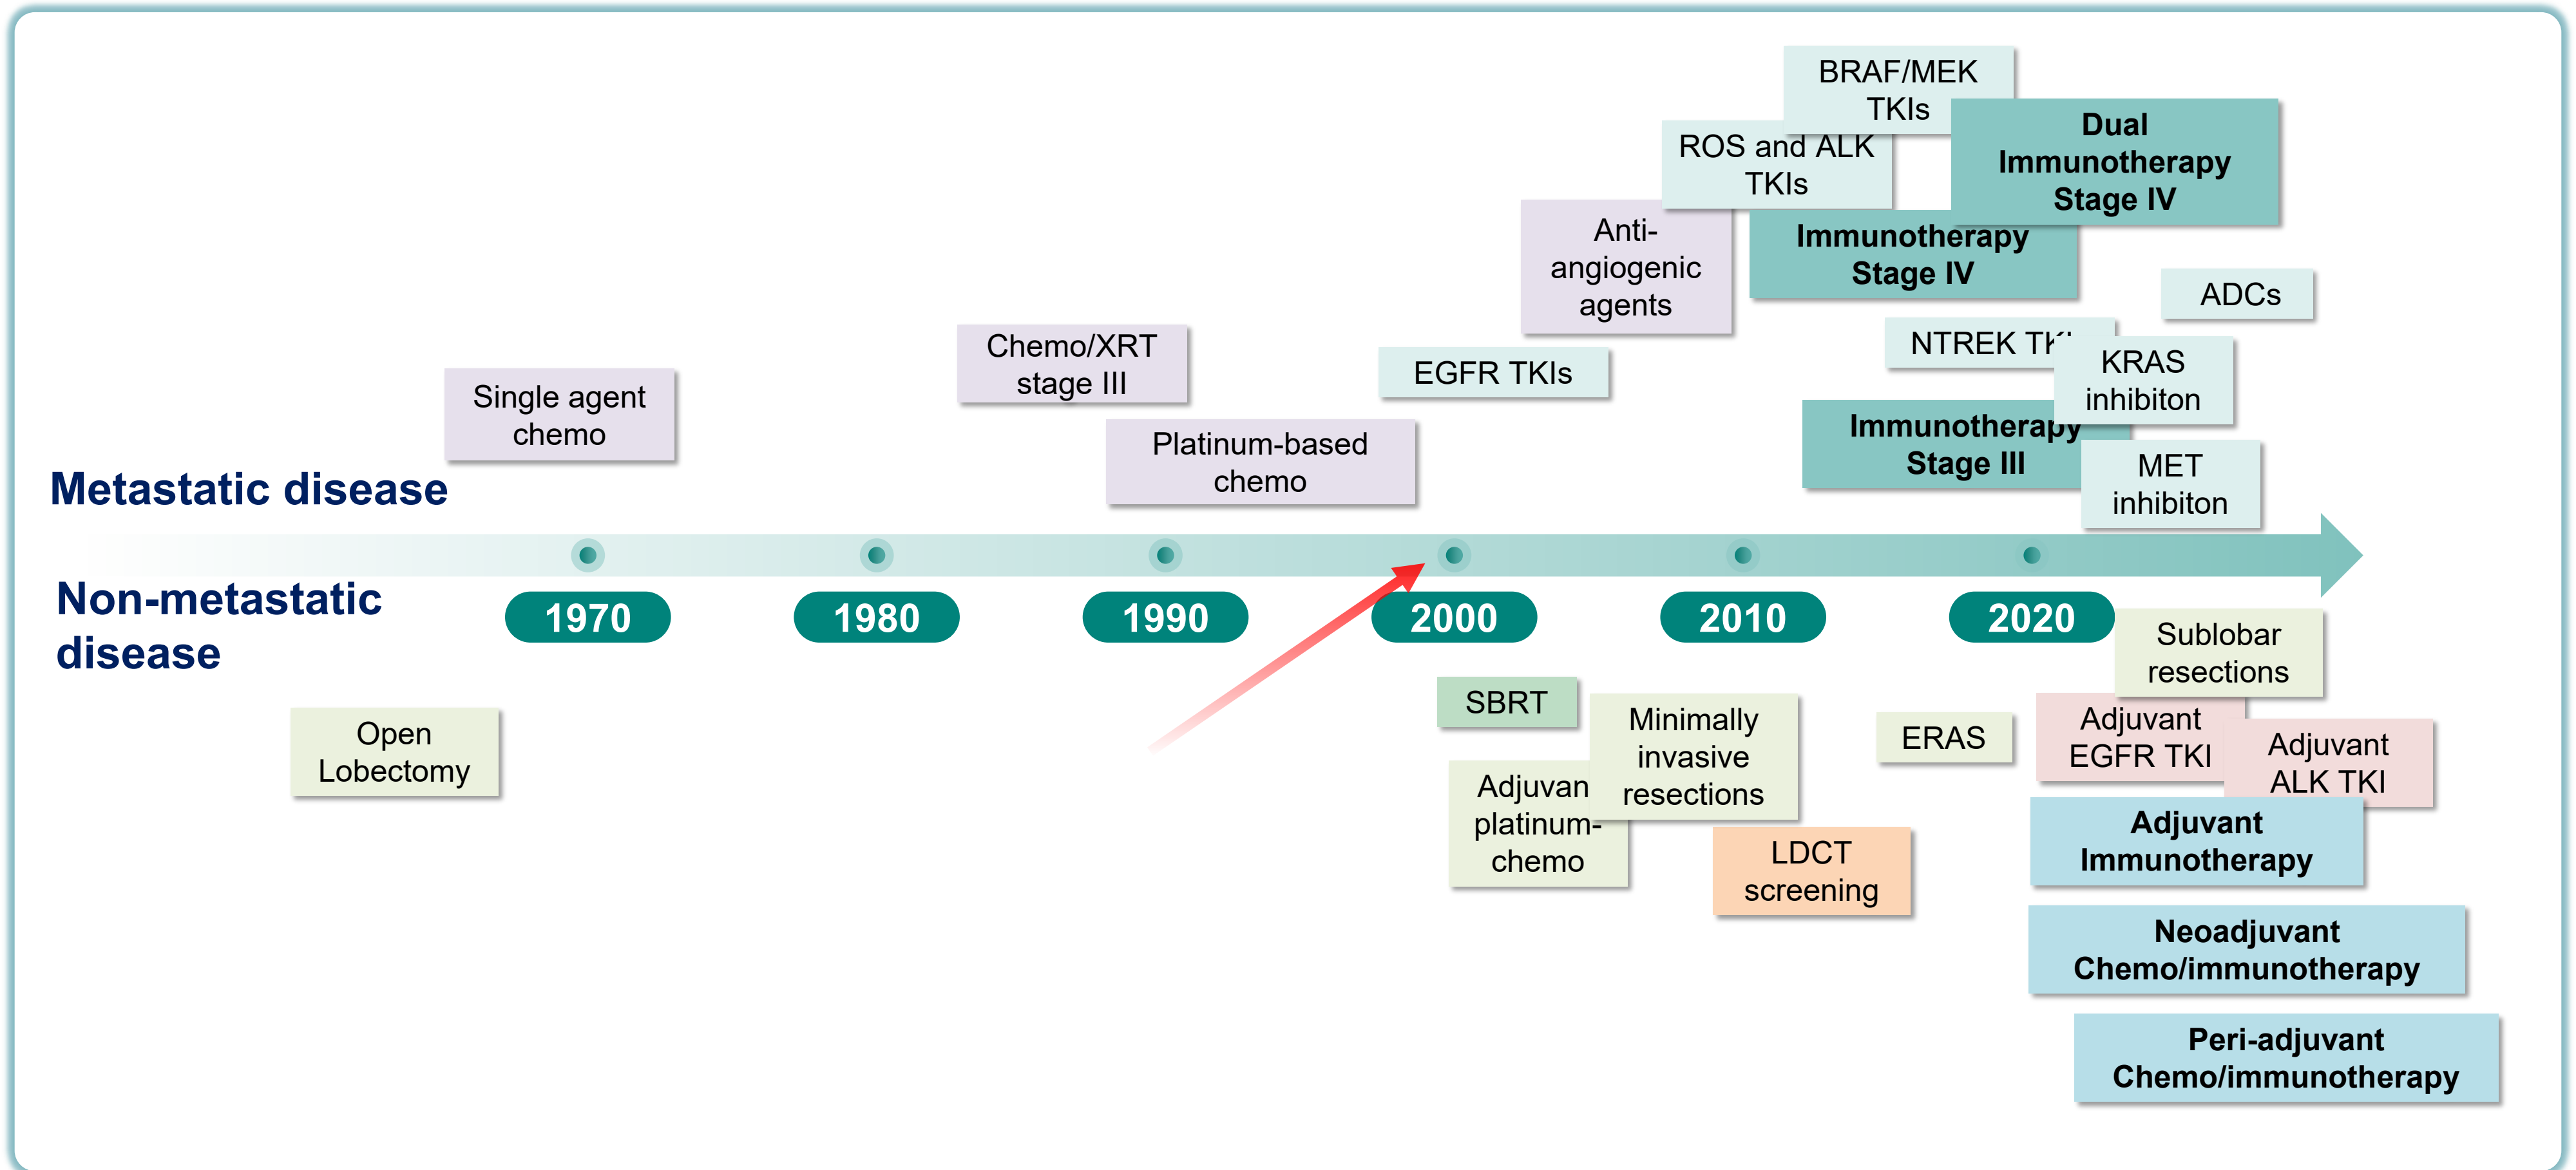 BRAF/MEK
TKIs
Dual
Immunotherapy
Stage IV
ROS and ALK
TKIs
Anti-
angiogenic
agents
Immunotherapy
Stage IV
ADCs
Chemo/XRT
stage III
EGFR TKIs
NTREK TKI
KRAS
inhibiton
Single agent
chemo
Platinum-based
chemo
Immunotherapy
Stage III
MET
inhibiton
Metastatic disease
Non-metastatic
disease
1970
1980
1990
2000
2010
2020
Sublobar
resections
Open
Lobectomy
SBRT
Minimally
invasive
resections
ERAS
Adjuvant
EGFR TKI
Adjuvant
ALK TKI
Adjuvan
platinum-
chemo
LDCT
screening
Adjuvant
Immunotherapy
Neoadjuvant
Chemo/immunotherapy
Peri-adjuvant
Chemo/immunotherapy